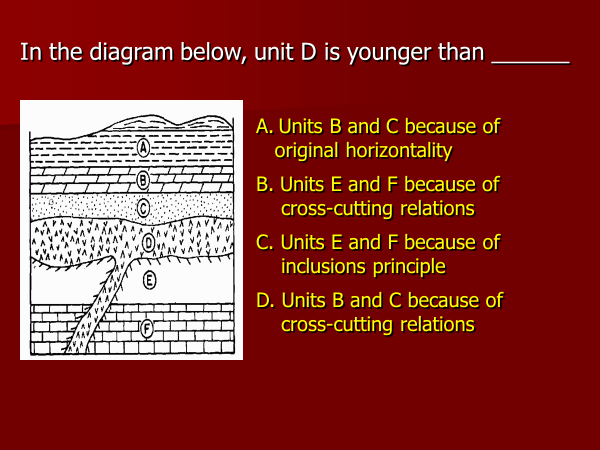 In the diagram below, unit D is younger than ______
A. Units B and C because of
original horizontality
B. Units E and F because of
cross-cutting relations
C. Units E and F because of
inclusions principle
D. Units B and C because of
cross-cutting relations
A
B
C
D
E
F